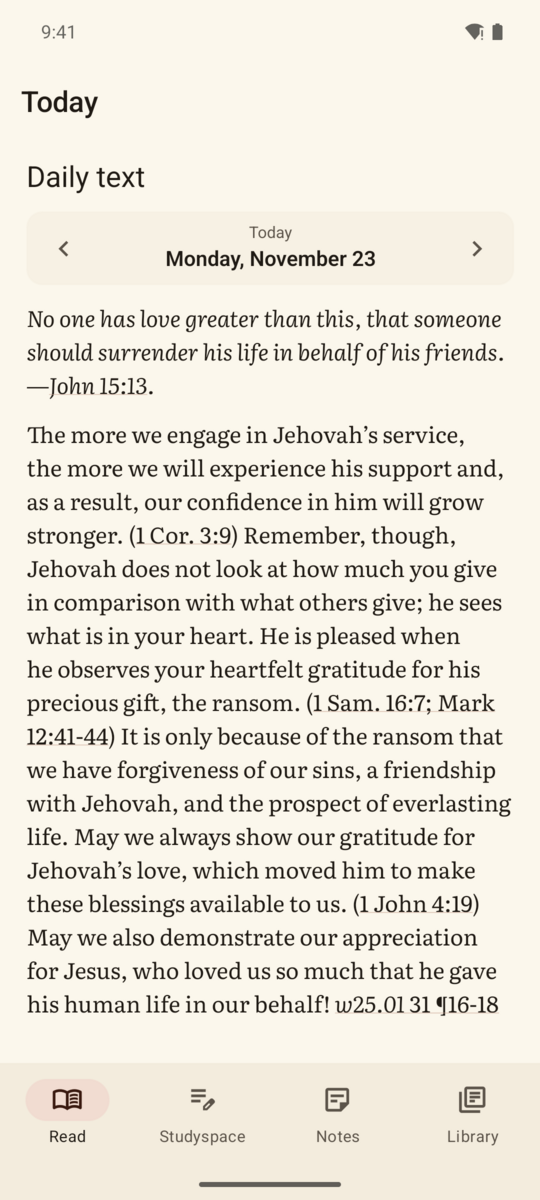 9:41
Today
Daily text
Today
Monday, November 23
No one has love greater than this, that someone
should surrender his life in behalf of his friends.
—John 15:13.
The more we engage in Jehovah’s service,
the more we will experience his support and,
as a result, our confidence in him will grow
stronger. (1 Cor. 3:9) Remember, though,
Jehovah does not look at how much you give
in comparison with what others give; he sees
what is in your heart. He is pleased when
he observes your heartfelt gratitude for his
precious gift, the ransom. (1 Sam. 16:7; Mark
12:41-44) It is only because of the ransom that
we have forgiveness of our sins, a friendship
with Jehovah, and the prospect of everlasting
life. May we always show our gratitude for
Jehovah’s love, which moved him to make
these blessings available to us. (1 John 4:19)
May we also demonstrate our appreciation
for Jesus, who loved us so much that he gave
his human life in our behalf! w25.01 31 ¶16-18
Read
Studyspace
Notes
Library